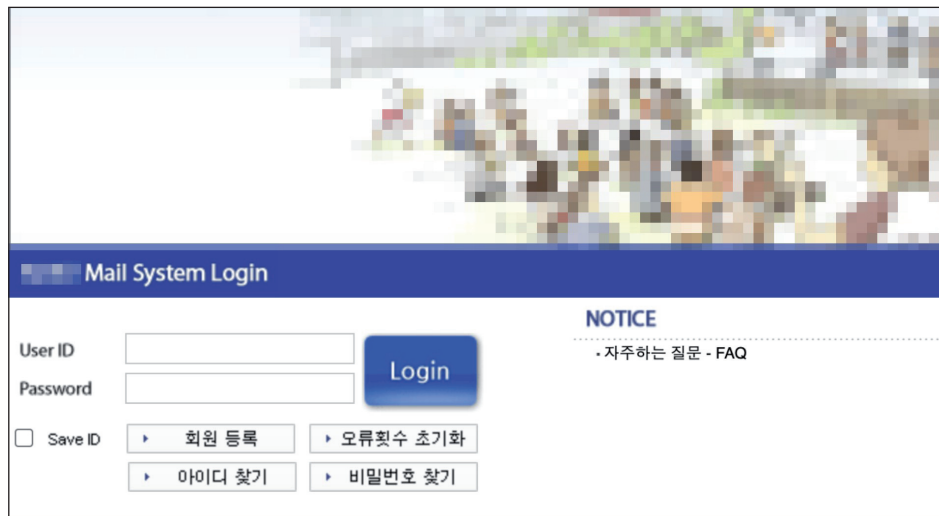 Mail System Login
NOTICE
User ID
Login
• 자주하는 질문 - FAQ
Password
Save ID
회원 등록
오류횟수 초기화
아이디 찾기
비밀번호 찾기